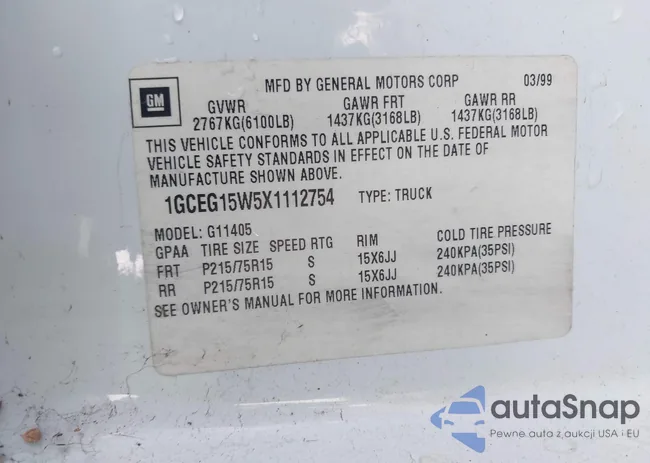 MFD BY GENERAL MOTORS CORP 03/99
GM
GVWR GAWR FRT GAWR RR
2767KG(6100LB) 1437KG(3168LB) 1437KG(3168LB)
THIS VEHICLE CONFORMS TO ALL APPLICABLE U.S. FEDERAL MOTOR
VEHICLE SAFETY STANDARDS IN EFFECT ON THE DATE OF
MANUFACTURE SHOWN ABOVE.
1GCEG15W5X1112754 TYPE: TRUCK
MODEL: G11405
GPAA TIRE SIZE SPEED RTG RIM COLD TIRE PRESSURE
FRT P215/75R15 S 15X6JJ 240KPA(35PSI)
RR P215/75R15 S 15X6JJ 240KPA(35PSI)
SEE OWNER'S MANUAL FOR MORE INFORMATION.
autaSnap
Pewne auta z aukcji USA i EU